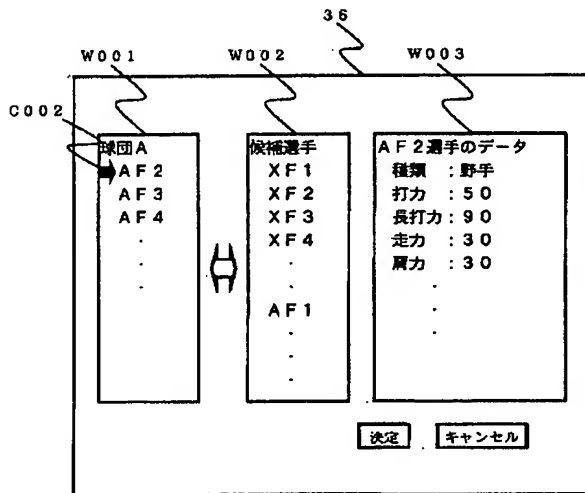 36
W001
W002
W003
C002
球団A
AF2
AF3
AF4
候補選手
XF1
XF2
XF3
XF4
AF1
AF2選手のデータ
種類 :野手
打力 :50
長打力:90
走力 :30
肩力 :30
決定
キャンセル